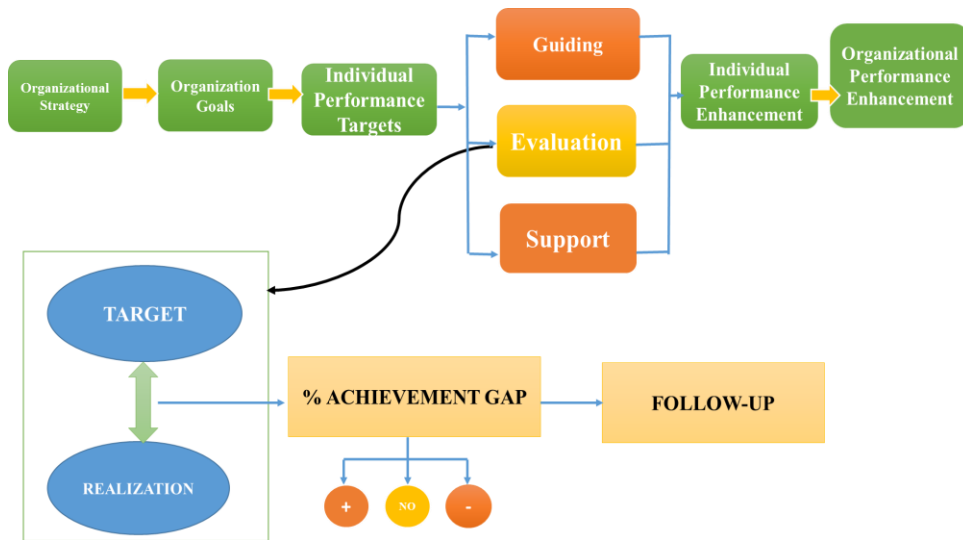 Organizational
Strategy
Organization
Goals
Individual
Performance
Targets
Guiding
Evaluation
Support
Individual
Performance
Enhancement
Organizational
Performance
Enhancement
TARGET
REALIZATION
% ACHIEVEMENT GAP
FOLLOW-UP
+
NO
-